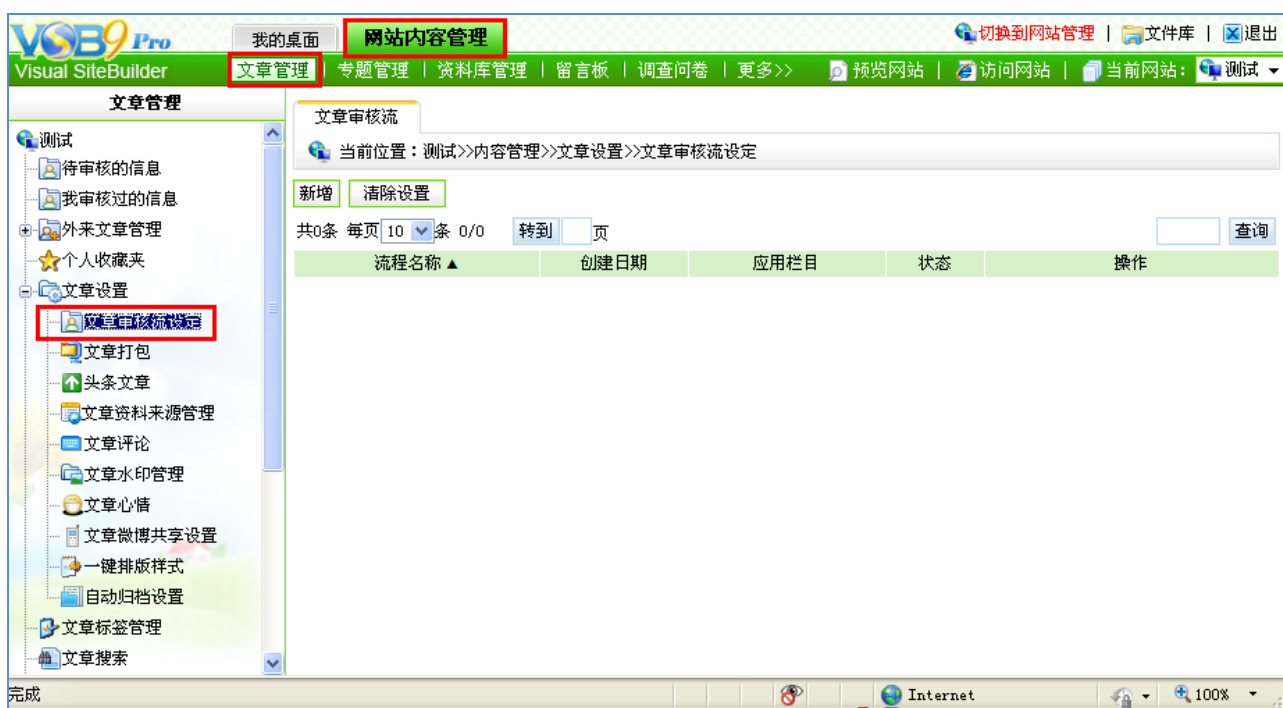 VSB9 Pro
我的桌面 网站内容管理 切换到网站管理 | 文件库 | 退出
Visual SiteBuilder 文章管理 | 专题管理 | 资料库管理 | 留言板 | 调查问卷 | 更多>> 预览网站 | 访问网站 | 当前网站: 测试
文章管理
测试
待审核的信息
我审核过的信息
外来文章管理
个人收藏夹
文章设置
文章审核流设定
文章打包
头条文章
文章资料来源管理
文章评论
文章水印管理
文章心情
文章微博共享设置
一键排版样式
自动归档设置
文章标签管理
文章搜索
文章审核流
当前位置：测试>>内容管理>>文章设置>>文章审核流设定
新增 清除设置
共0条 每页 10 条 0/0 转到 页 查询
流程名称▲ 创建日期 应用栏目 状态 操作
完成 Internet 100%